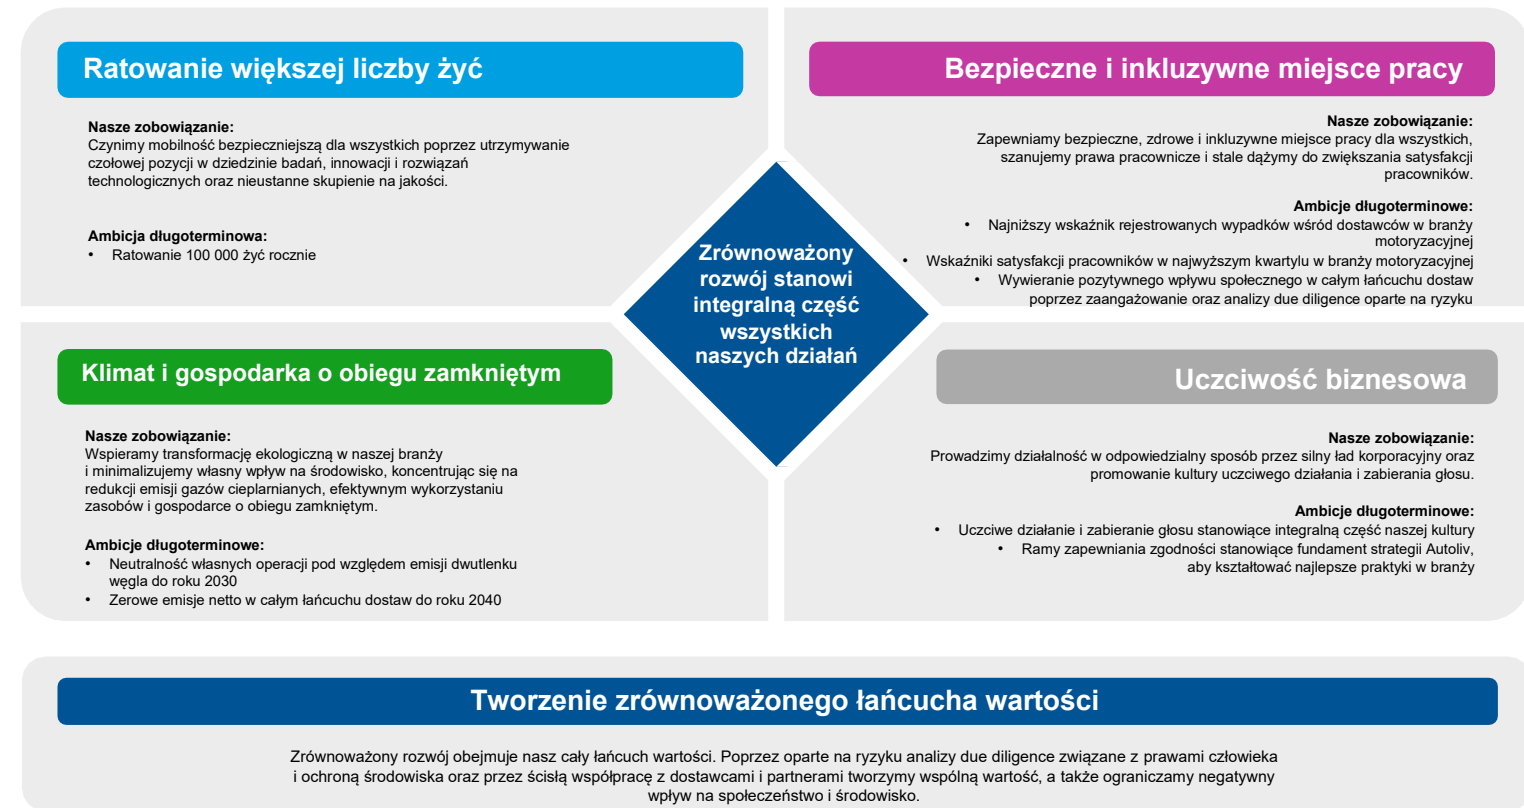 Ratowanie większej liczby żyć
Nasze zobowiązanie:
Czynimy mobilność bezpieczniejszą dla wszystkich poprzez utrzymywanie
czołowej pozycji w dziedzinie badań, innowacji i rozwiązań
technologicznych oraz nieustanne skupienie na jakości.
Ambicja długoterminowa:
• Ratowanie 100 000 żyć rocznie
Bezpieczne i inkluzywne miejsce pracy
Nasze zobowiązanie:
Zapewniamy bezpieczne, zdrowe i inkluzywne miejsce pracy dla wszystkich,
szanujemy prawa pracownicze i stale dążymy do zwiększania satysfakcji
pracowników.
Ambicje długoterminowe:
• Najniższy wskaźnik rejestrowanych wypadków wśród dostawców w branży
motoryzacyjnej
• Wskaźniki satysfakcji pracowników w najwyższym kwartylu w branży motoryzacyjnej
• Wywieranie pozytywnego wpływu społecznego w całym łańcuchu dostaw
poprzez zaangażowanie oraz analizy due diligence oparte na ryzyku
Zrównoważony
rozwój stanowi
integralną część
wszystkich
naszych działań
Klimat i gospodarka o obiegu zamkniętym
Nasze zobowiązanie:
Wspieramy transformację ekologiczną w naszej branży
i minimalizujemy własny wpływ na środowisko, koncentrując się na
redukcji emisji gazów cieplarnianych, efektywnym wykorzystaniu
zasobów i gospodarce o obiegu zamkniętym.
Ambicje długoterminowe:
• Neutralność własnych operacji pod względem emisji dwutlenku
węgla do roku 2030
• Zerowe emisje netto w całym łańcuchu dostaw do roku 2040
Uczciwość biznesowa
Nasze zobowiązanie:
Prowadzimy działalność w odpowiedzialny sposób przez silny ład korporacyjny oraz
promowanie kultury uczciwego działania i zabierania głosu.
Ambicje długoterminowe:
• Uczciwe działanie i zabieranie głosu stanowiące integralną część naszej kultury
• Ramy zapewniania zgodności stanowiące fundament strategii Autoliv,
aby kształtować najlepsze praktyki w branży
Tworzenie zrównoważonego łańcucha wartości
Zrównoważony rozwój obejmuje nasz cały łańcuch wartości. Poprzez oparte na ryzyku analizy due diligence związane z prawami człowieka
i ochroną środowiska oraz przez ścisłą współpracę z dostawcami i partnerami tworzymy wspólną wartość, a także ograniczamy negatywny
wpływ na społeczeństwo i środowisko.